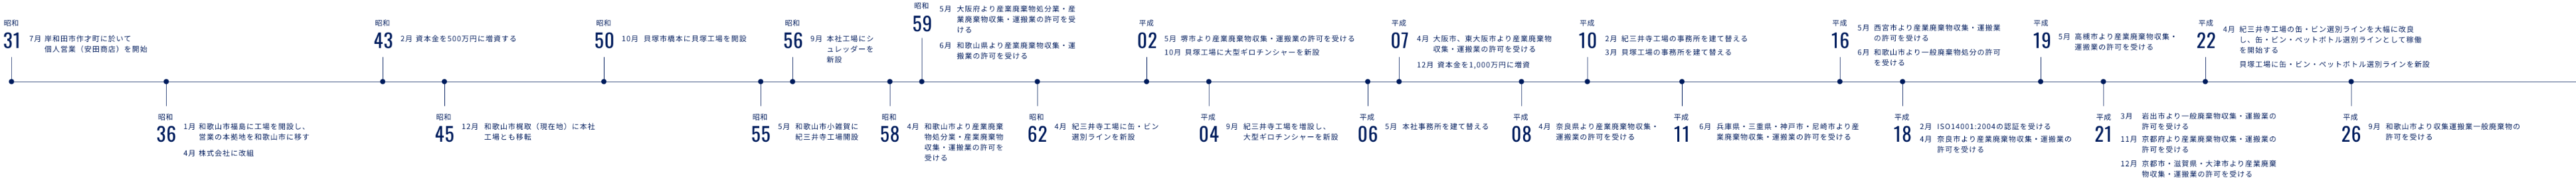 昭和
31
7月 岸和田市作才町に於いて
個人営業（安田商店）を開始
昭和
36
1月 和歌山市福島に工場を開設し、
営業の本拠地を和歌山市に移す
4月 株式会社に改組
昭和
43
2月 資本金を500万円に増資する
昭和
45
12月 和歌山市梶取（現在地）に本社
工場とも移転
昭和
50
10月 貝塚市橋本に貝塚工場を開設
昭和
55
5月 和歌山市小雑賀に
紀三井寺工場開設
昭和
56
9月 本社工場にシ
ュレッダーを
新設
昭和
58
4月 和歌山市より産業廃棄
物処分業・産業廃棄物
収集・運搬業の許可を
受ける
昭和
59
5月 大阪府より産業廃棄物処分業・産
業廃棄物収集・運搬業の許可を受
ける
6月 和歌山県より産業廃棄物収集・運
搬業の許可を受ける
昭和
62
4月 紀三井寺工場に缶・ビン
選別ラインを新設
平成
02
5月 堺市より産業廃棄物収集・運搬業の許可を受ける
10月 貝塚工場に大型ギロチンシャーを新設
平成
04
9月 紀三井寺工場を増設し、
大型ギロチンシャーを新設
平成
06
5月 本社事務所を建て替える
平成
07
4月 大阪市、東大阪市より産業廃棄物
収集・運搬業の許可を受ける
12月 資本金を1,000万円に増資
平成
08
4月 奈良県より産業廃棄物収集・
運搬業の許可を受ける
平成
10
2月 紀三井寺工場の事務所を建て替える
3月 貝塚工場の事務所を建て替える
平成
11
6月 兵庫県・三重県・神戸市・尼崎市より産
業廃棄物収集・運搬業の許可を受ける
平成
16
5月 西宮市より産業廃棄物収集・運搬業
の許可を受ける
6月 和歌山市より一般廃棄物処分の許可
を受ける
平成
18
2月 ISO14001:2004の認証を受ける
4月 奈良市より産業廃棄物収集・運搬業の
許可を受ける
平成
19
5月 高槻市より産業廃棄物収集・
運搬業の許可を受ける
平成
21
3月 岩出市より一般廃棄物収集・運搬業の
許可を受ける
11月 京都府より産業廃棄物収集・運搬業の
許可を受ける
12月 京都市・滋賀県・大津市より産業廃棄
物収集・運搬業の許可を受ける
平成
22
4月 紀三井寺工場の缶・ビン選別ラインを大幅に改良
し、缶・ビン・ペットボトル選別ラインとして稼働
を開始する
貝塚工場に缶・ビン・ペットボトル選別ラインを新設
平成
26
9月 和歌山市より収集運搬業一般廃棄物の
許可を受ける